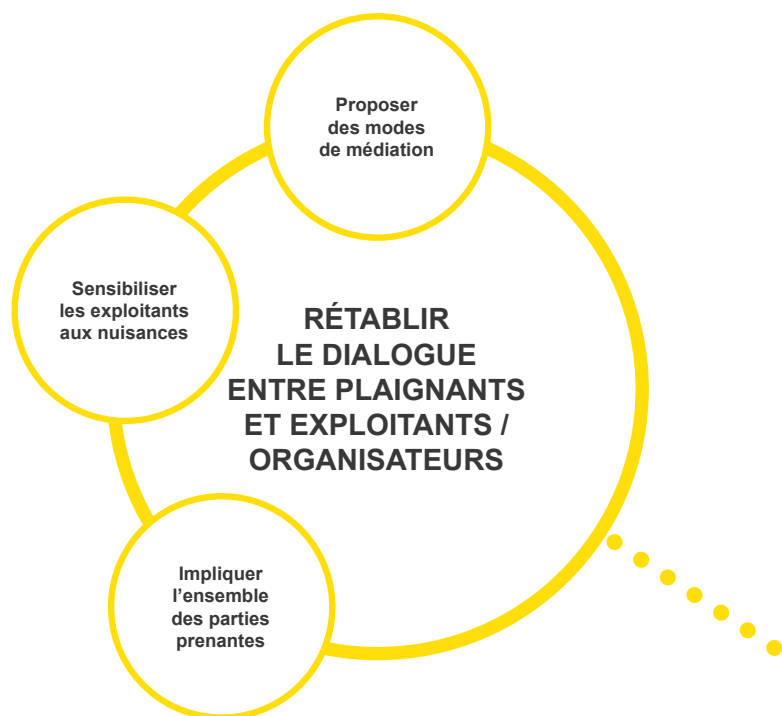 Proposer
des modes
de médiation
Sensibiliser
les exploitants
aux nuisances
RÉTABLIR
LE DIALOGUE
ENTRE PLAIGNANTS
ET EXPLOITANTS /
ORGANISATEURS
Impliquer
l’ensemble
des parties
prenantes